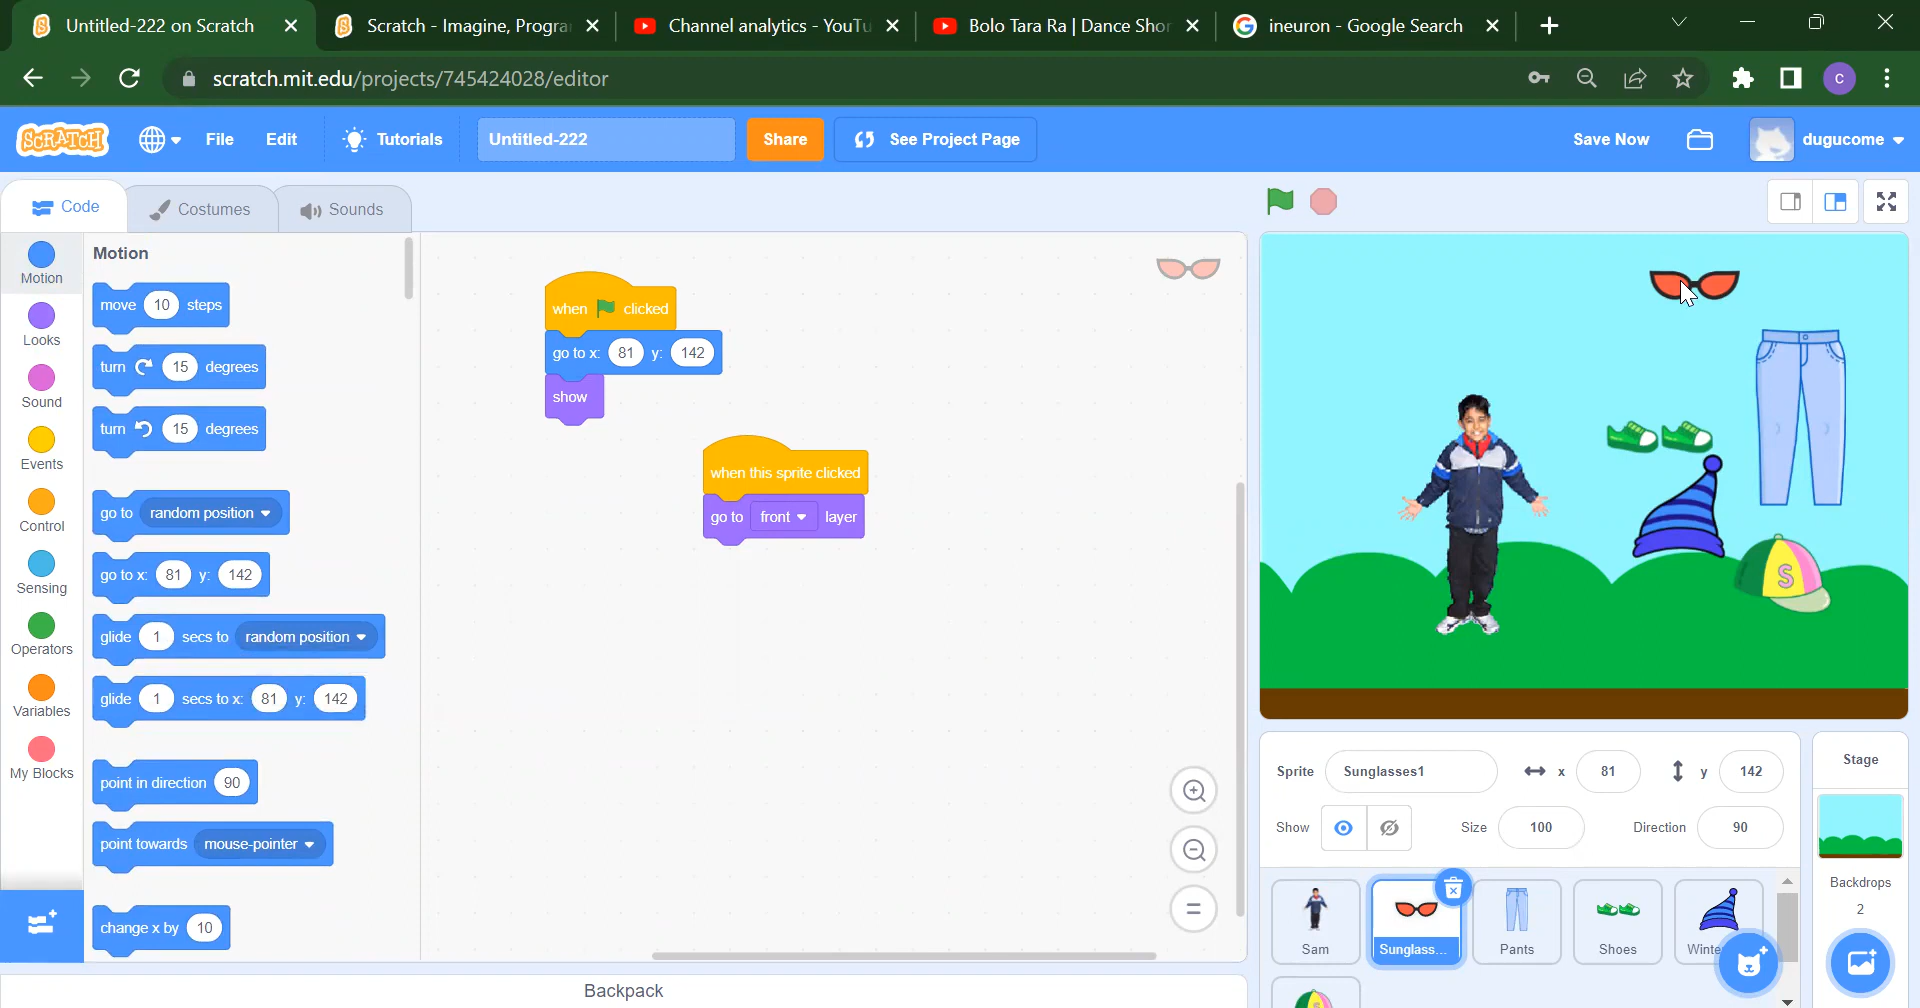 Untitled-222 on Scratch
Scratch - Imagine, Progra
Channel analytics - YouTu
Bolo Tara Ra | Dance Shor
ineuron - Google Search
scratch.mit.edu/projects/745424028/editor
C
SCRATCH
File
Edit
Tutorials
Untitled-222
Share
See Project Page
Save Now
dugucome
Code
Costumes
Sounds
Motion
Looks
Sound
Events
Control
Sensing
Operators
Variables
My Blocks
Motion
move 10 steps
turn 15 degrees
turn 15 degrees
go to random position
go to x: 81 y: 142
glide 1 secs to random position
glide 1 secs to x: 81 y: 142
point in direction 90
point towards mouse-pointer
change x by 10
when clicked
go to x: 81 y: 142
show
when this sprite clicked
go to front layer
Backpack
S
Sprite Sunglasses1 x 81 y 142
Show Size 100 Direction 90
Sam
Sunglass...
Pants
Shoes
Winte
Stage
Backdrops
2